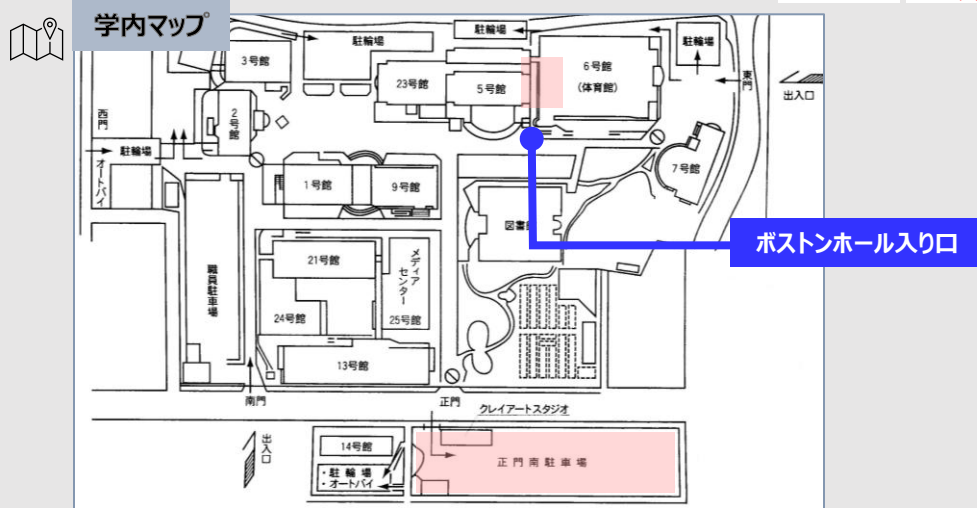 学内マップ
駐輪場
駐輪場
駐輪場
3号館
23号館
5号館
6号館
(体育館)
東門
出入口
2号館
西門
駐輪場
オートバイ
7号館
1号館
9号館
図書館
ボストンホール入り口
21号館
メディアセンター
職員駐車場
24号館
25号館
13号館
南門
正門
クレイアートスタジオ
出入口
14号館
・駐輪場
・オートバイ
正門南駐車場